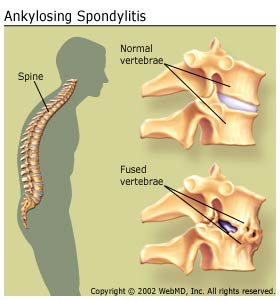 Ankylosing Spondylitis
Normal
vertebrae
Spine
Fused
vertebrae
Copyright © 2002 WebMD, Inc. All rights reserved.